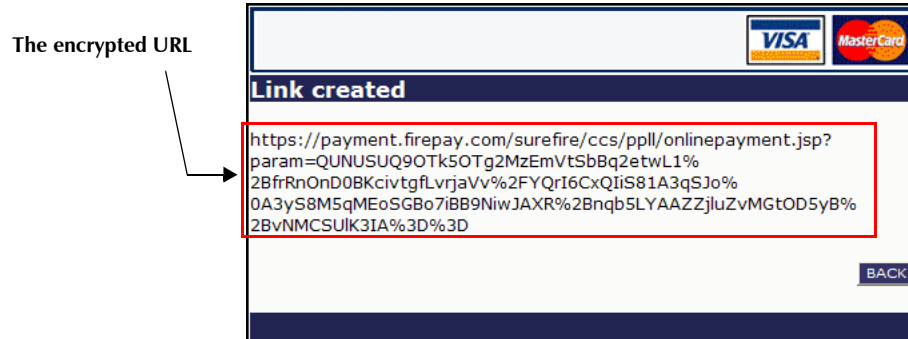 The encrypted URL
VISA
MasterCard
Link created
https://payment.firepay.com/surefire/ccs/ppll/onlinepayment.jsp?
param=QUNUSUQ9OTk5OTg2MzEmVtSbBq2etwL1%
2BfrRnOnD0BKcivtgfLvrjaVv%2FYQrI6CxQIiS81A3qSJo%
0A3yS8M5qMEoSGBo7iBB9NiwJAXR%2Bnqb5LYAAZZjluZvMGtOD5yB%
2BvNMCSUlK3IA%3D%3D
BACK